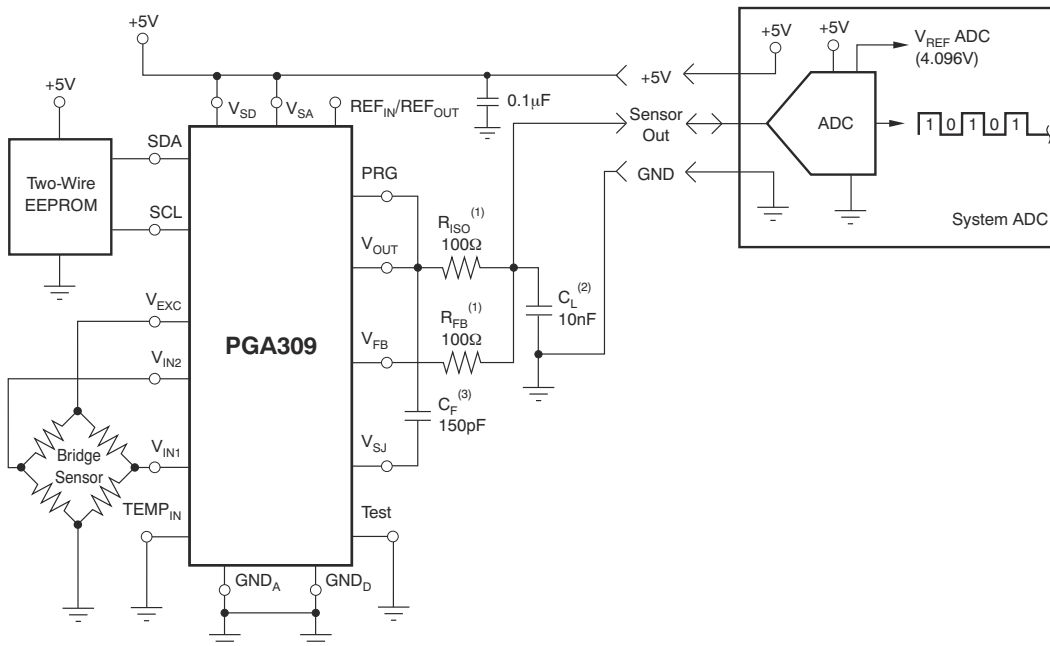 +5V
+5V
V_SD
V_SA
REF_IN/REF_OUT
0.1μF
+5V
Sensor
Out
GND
+5V
+5V
V_REF ADC
(4.096V)
ADC
1 0 1 0 1
System ADC
Two-Wire
EEPROM
SDA
SCL
V_EXC
V_IN2
V_IN1
Bridge
Sensor
TEMP_IN
PGA309
PRG
V_OUT
V_FB
V_SJ
Test
R_ISO^(1)
100Ω
R_FB^(1)
100Ω
C_L^(2)
10nF
C_F^(3)
150pF
GND_A
GND_D